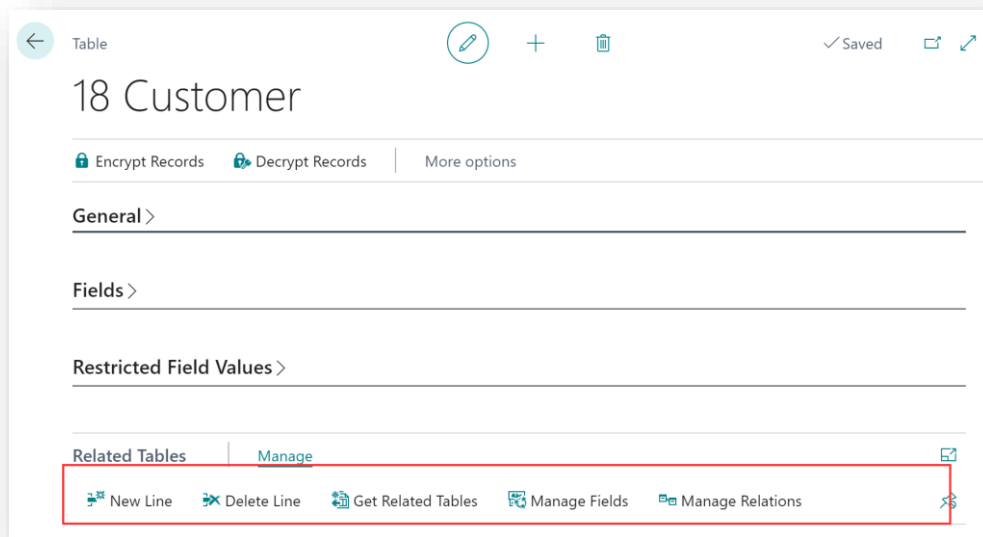 Table
Saved
18 Customer
Encrypt Records Decrypt Records More options
General
Fields
Restricted Field Values
Related Tables Manage
New Line Delete Line Get Related Tables Manage Fields Manage Relations